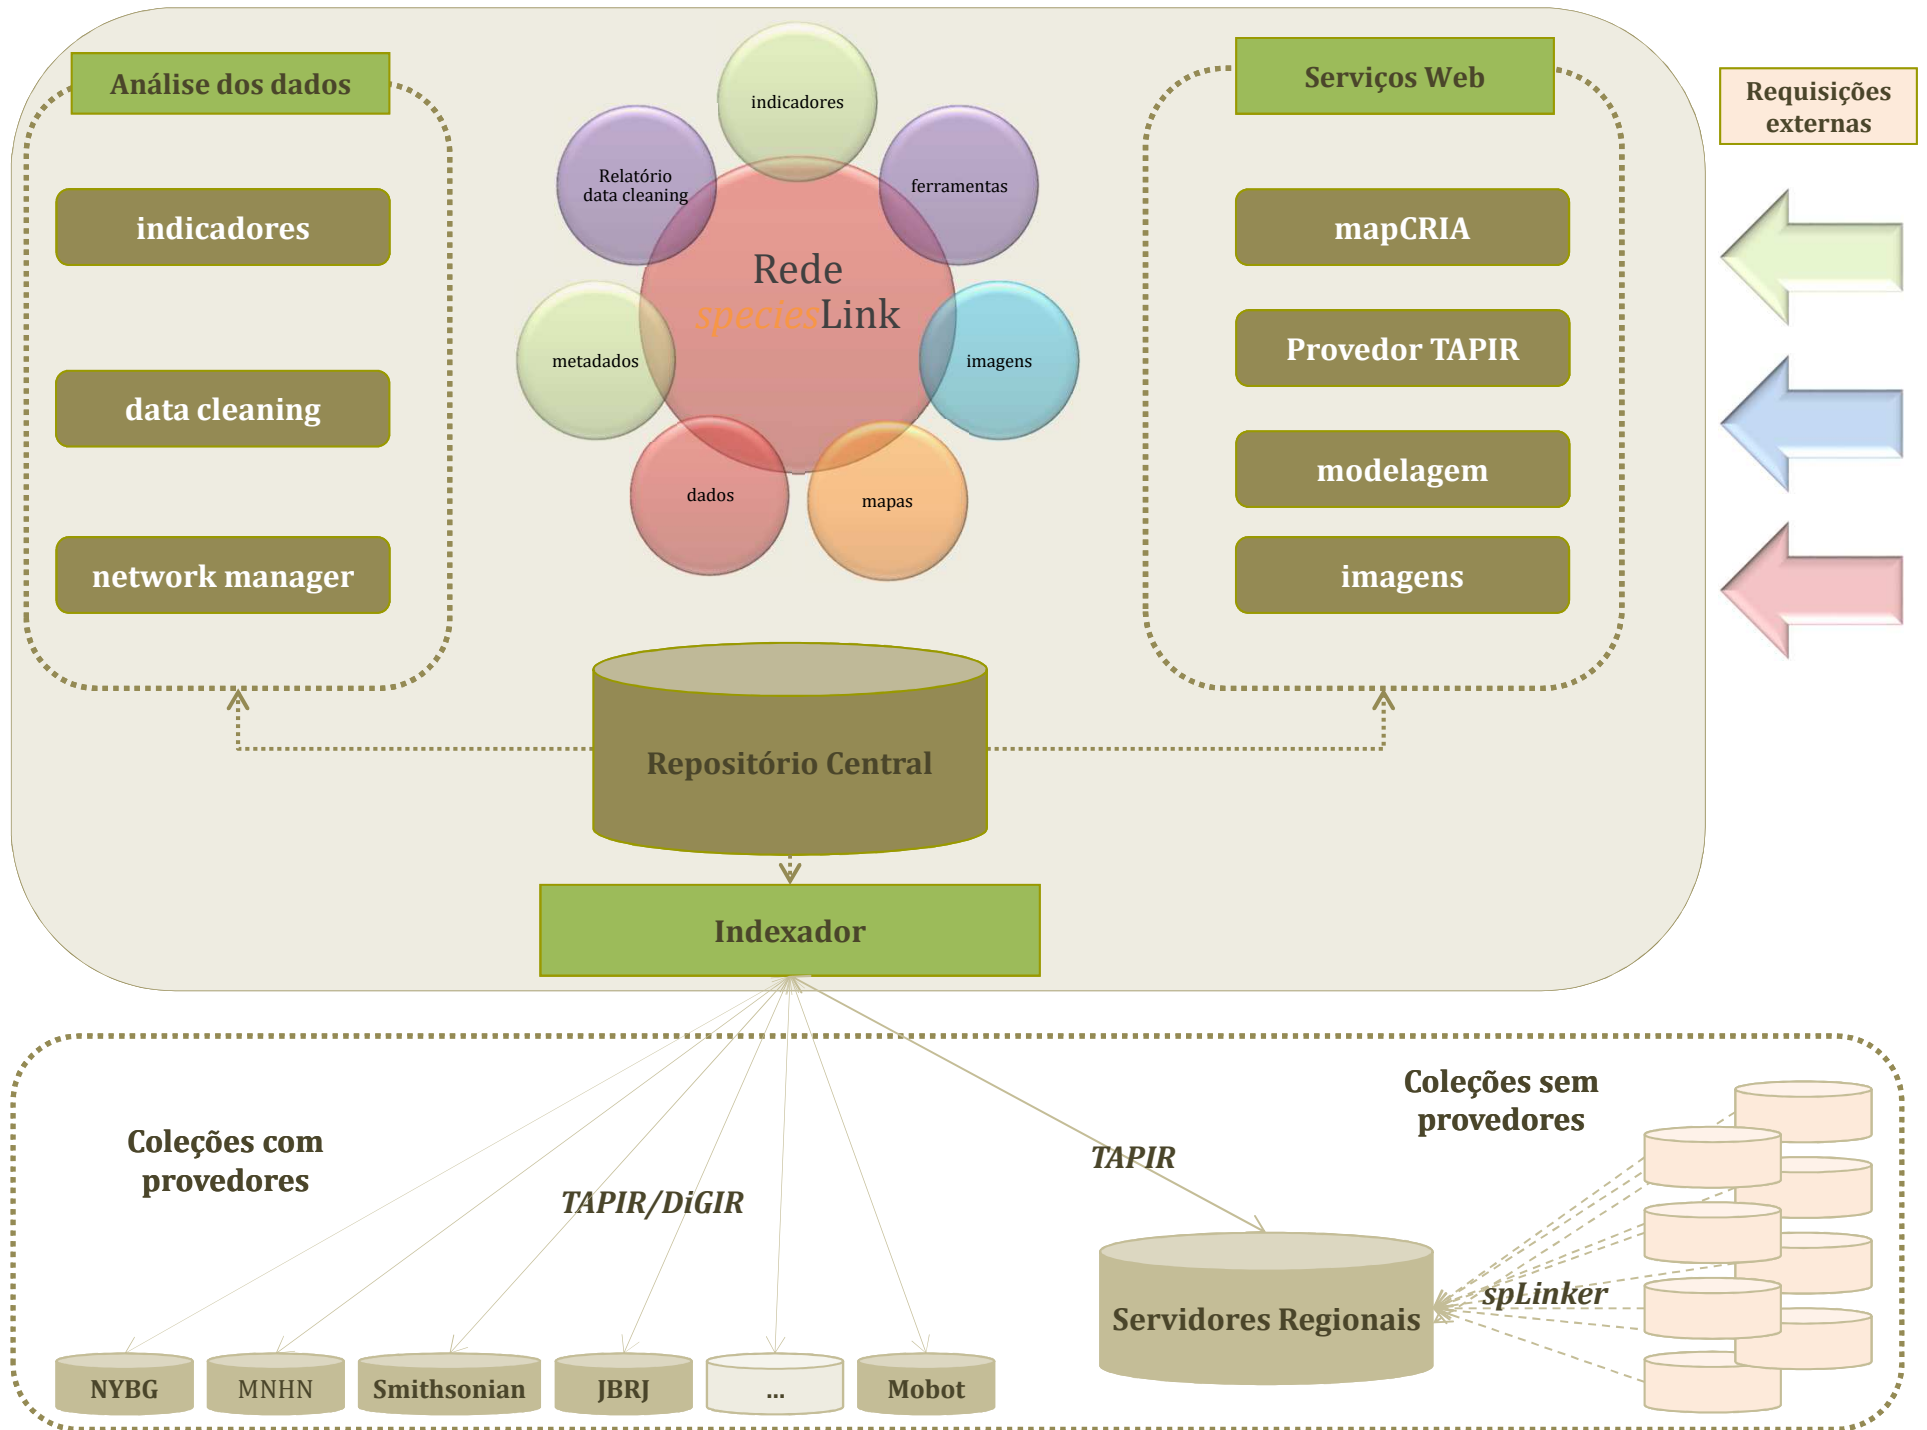 Análise dos dados
indicadores
data cleaning
network manager
indicadores
Relatório
data cleaning
ferramentas
Rede
speciesLink
metadados
imagens
dados
mapas
Serviços Web
mapCRIA
Provedor TAPIR
modelagem
imagens
Requisições
externas
Repositório Central
Indexador
Coleções com
provedores
TAPIR/DiGIR
TAPIR
Coleções sem
provedores
spLinker
Servidores Regionais
NYBG
MNHN
Smithsonian
JBRJ
...
Mobot